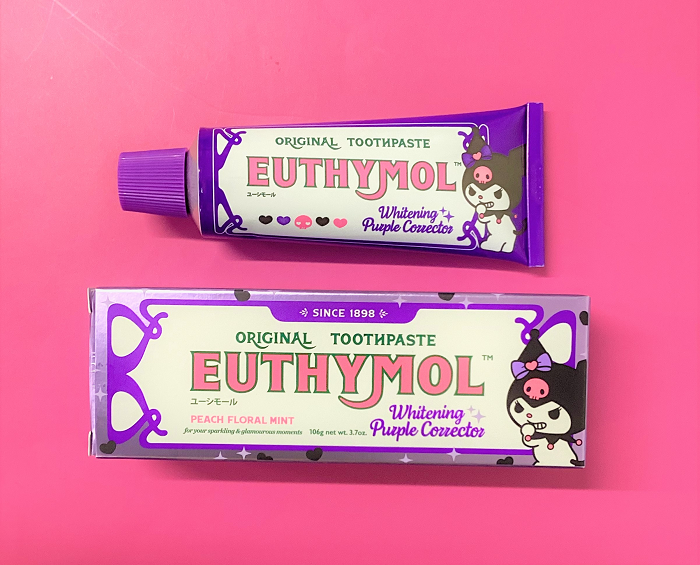 ORIGINAL TOOTHPASTE
EUTHYMOL™
ユーシモール
Whitening
Purple Corrector
SINCE 1898
ORIGINAL TOOTHPASTE
EUTHYMOL™
ユーシモール
PEACH FLORAL MINT
Whitening
Purple Corrector
for your sparkling & glamourous moments 106g net wt. 3.7oz.